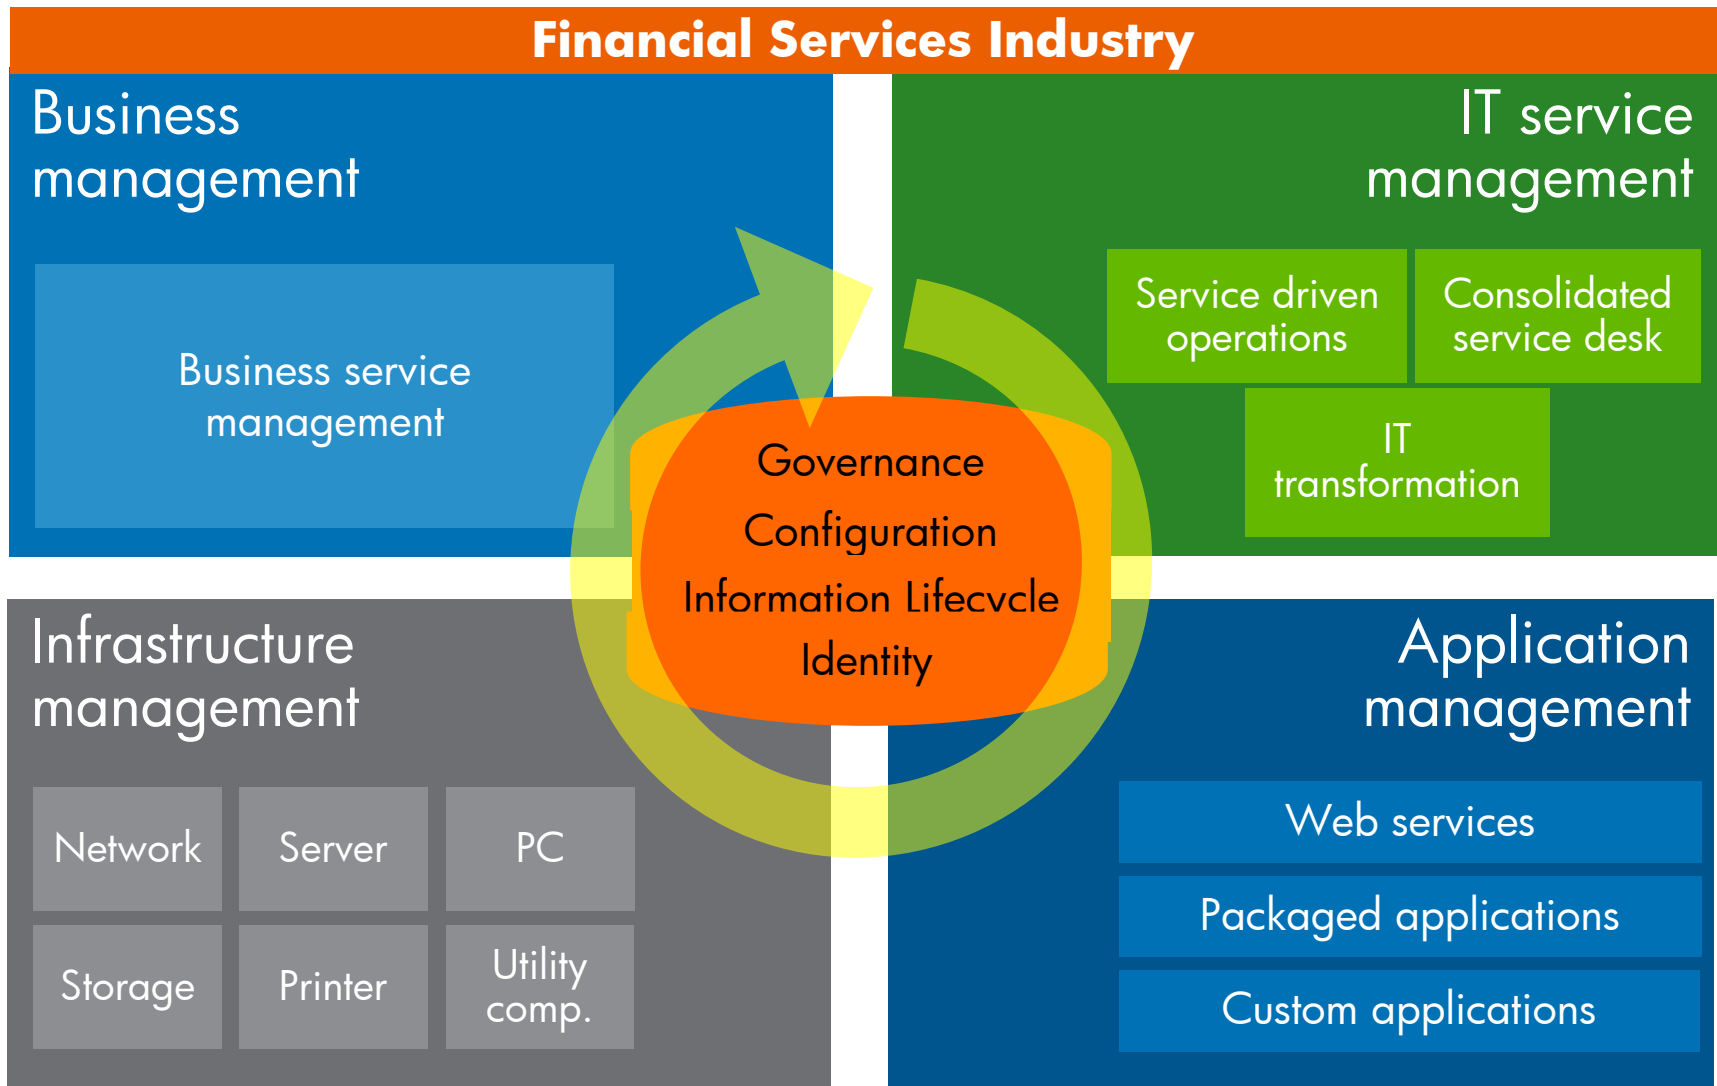 Financial Services Industry
Business
management
Business service
management
IT service
management
Service driven
operations
Consolidated
service desk
IT
transformation
Governance
Configuration
Information Lifecycle
Identity
Infrastructure
management
Network
Server
PC
Storage
Printer
Utility
comp.
Application
management
Web services
Packaged applications
Custom applications